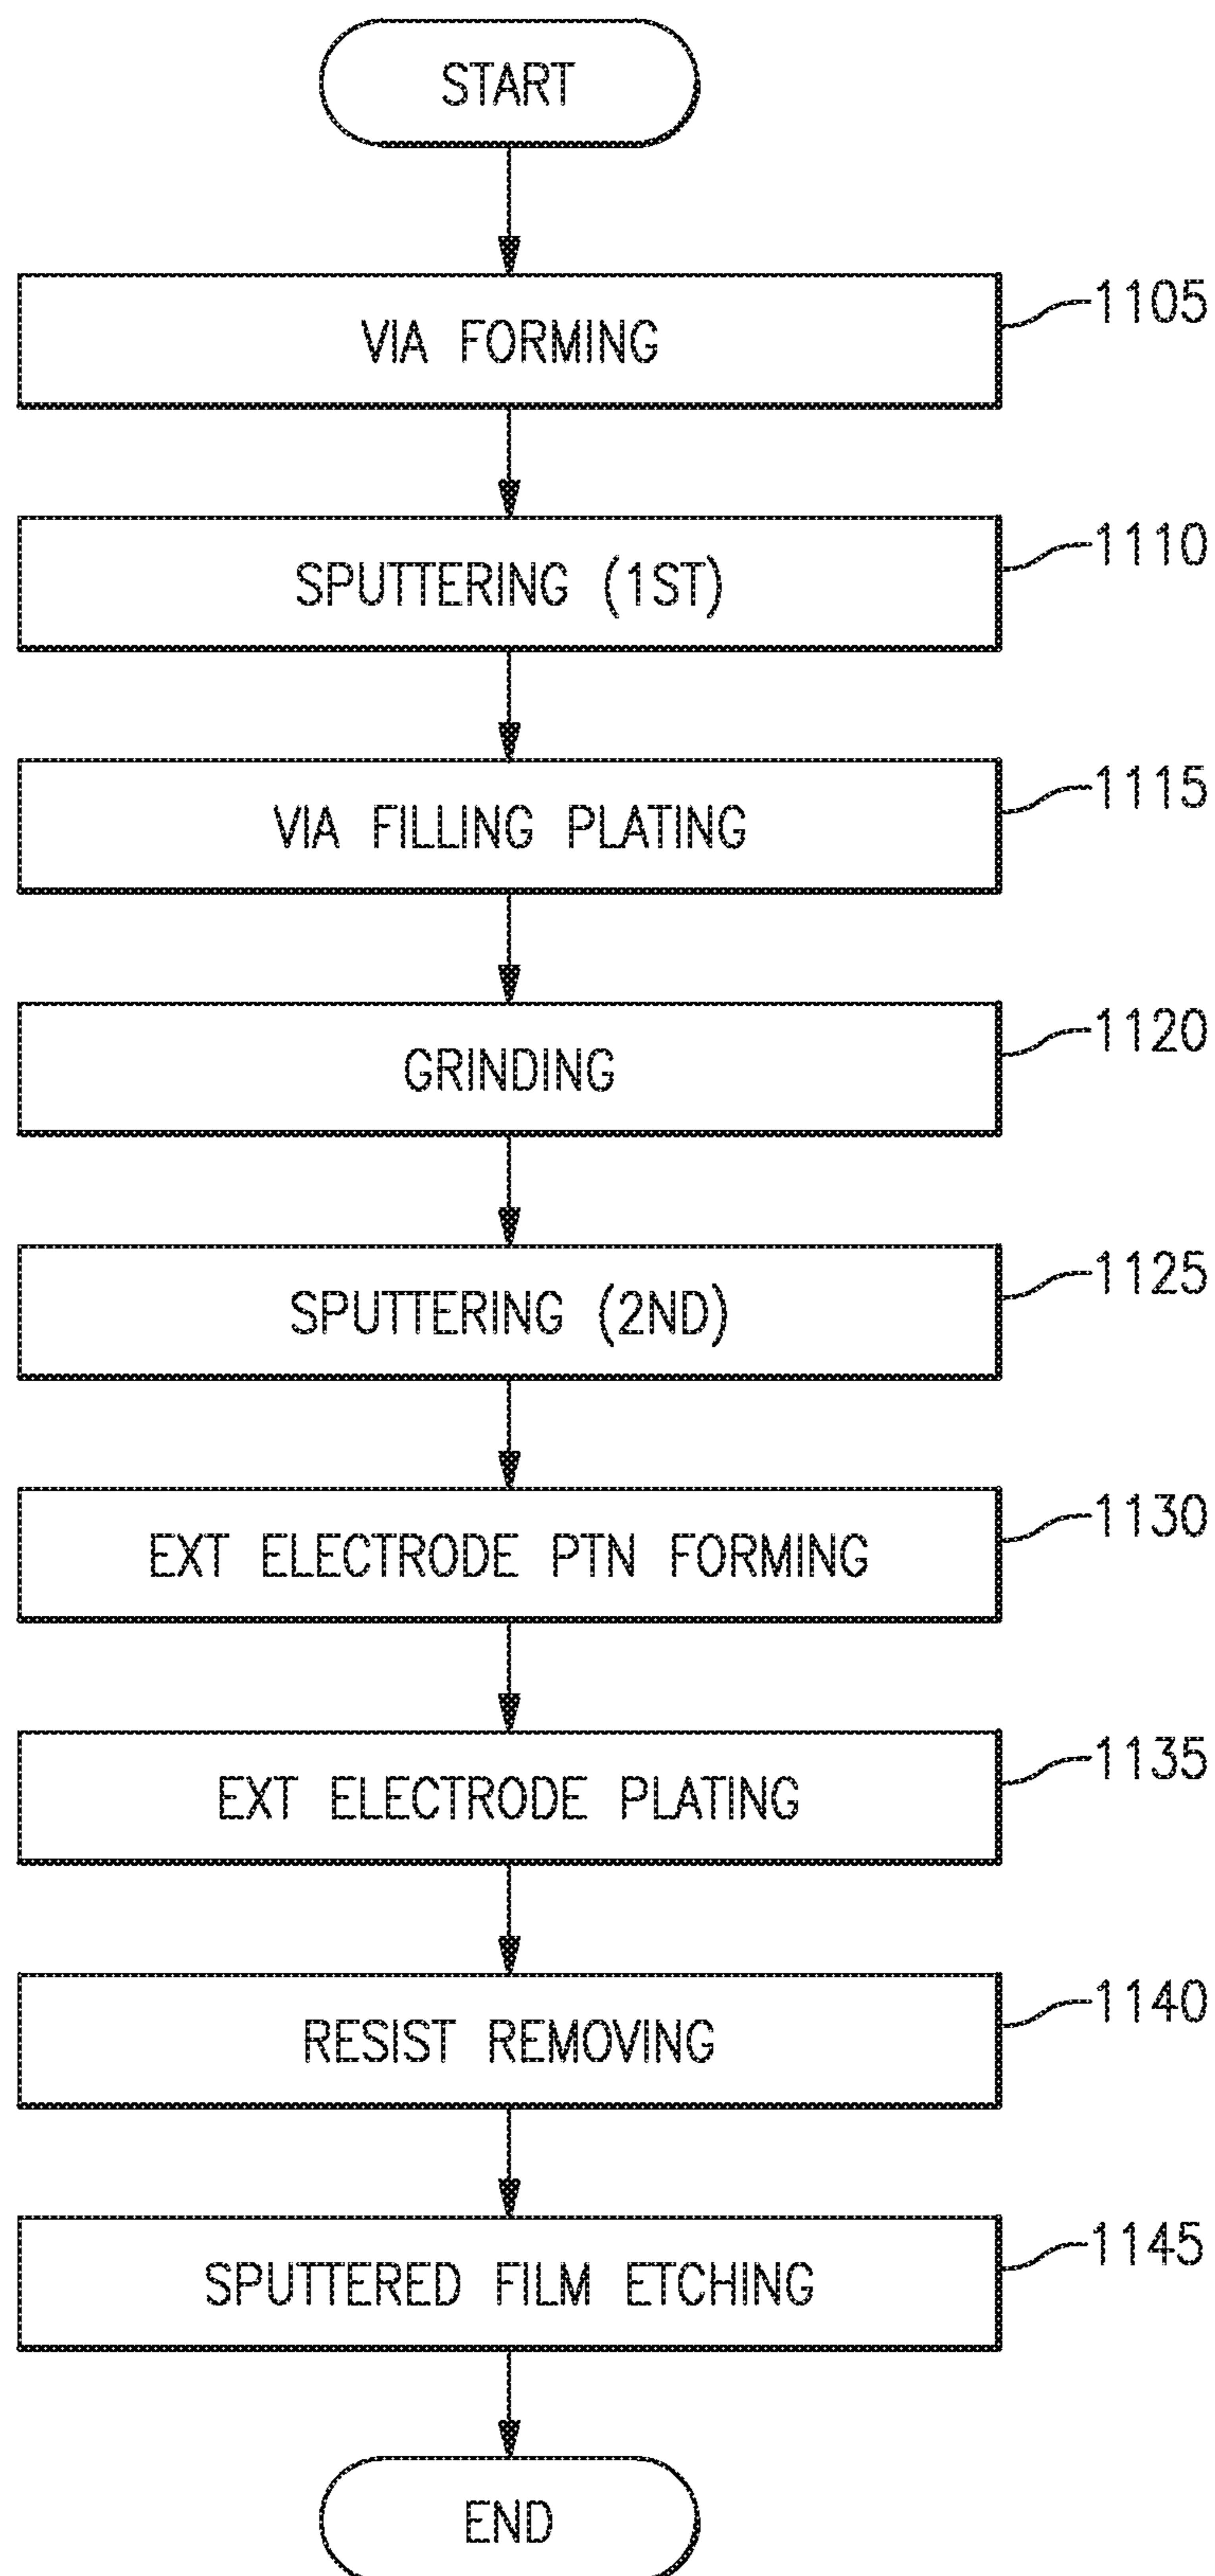 START
VIA FORMING
1105
SPUTTERING (1ST)
1110
VIA FILLING PLATING
1115
GRINDING
1120
SPUTTERING (2ND)
1125
EXT ELECTRODE PTN FORMING
1130
EXT ELECTRODE PLATING
1135
RESIST REMOVING
1140
SPUTTERED FILM ETCHING
1145
END